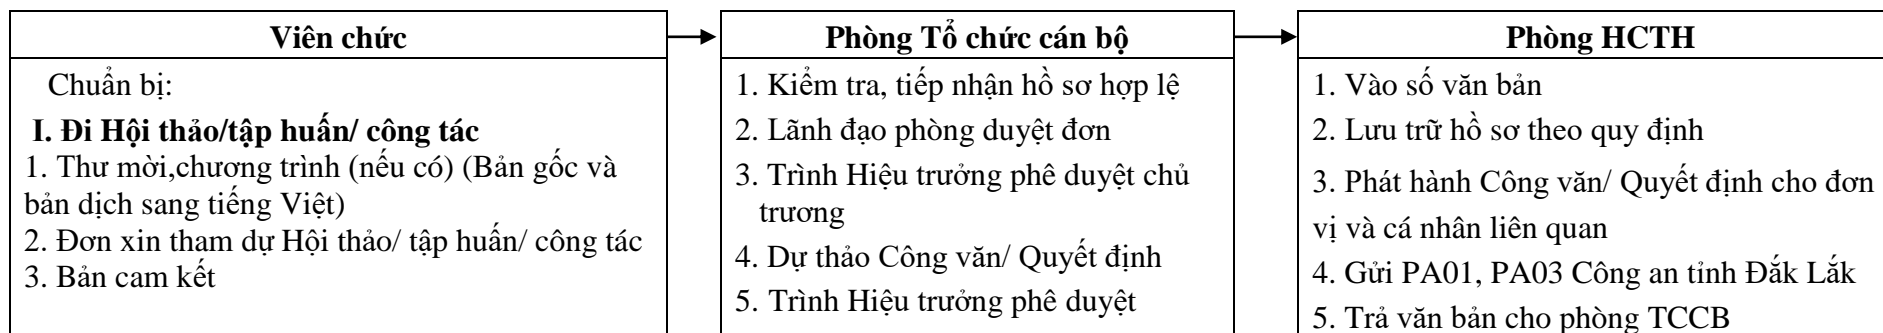 Viên chức
Chuẩn bị:
I. Đi Hội thảo/tập huấn/ công tác
1. Thư mời,chương trình (nếu có) (Bản gốc và
bản dịch sang tiếng Việt)
2. Đơn xin tham dự Hội thảo/ tập huấn/ công tác
3. Bản cam kết
Phòng Tổ chức cán bộ
1. Kiểm tra, tiếp nhận hồ sơ hợp lệ
2. Lãnh đạo phòng duyệt đơn
3. Trình Hiệu trưởng phê duyệt chủ
trương
4. Dự thảo Công văn/ Quyết định
5. Trình Hiệu trưởng phê duyệt
Phòng HCTH
1. Vào số văn bản
2. Lưu trữ hồ sơ theo quy định
3. Phát hành Công văn/ Quyết định cho đơn
vị và cá nhân liên quan
4. Gửi PA01, PA03 Công an tỉnh Đắk Lắk
5. Trả văn bản cho phòng TCCB